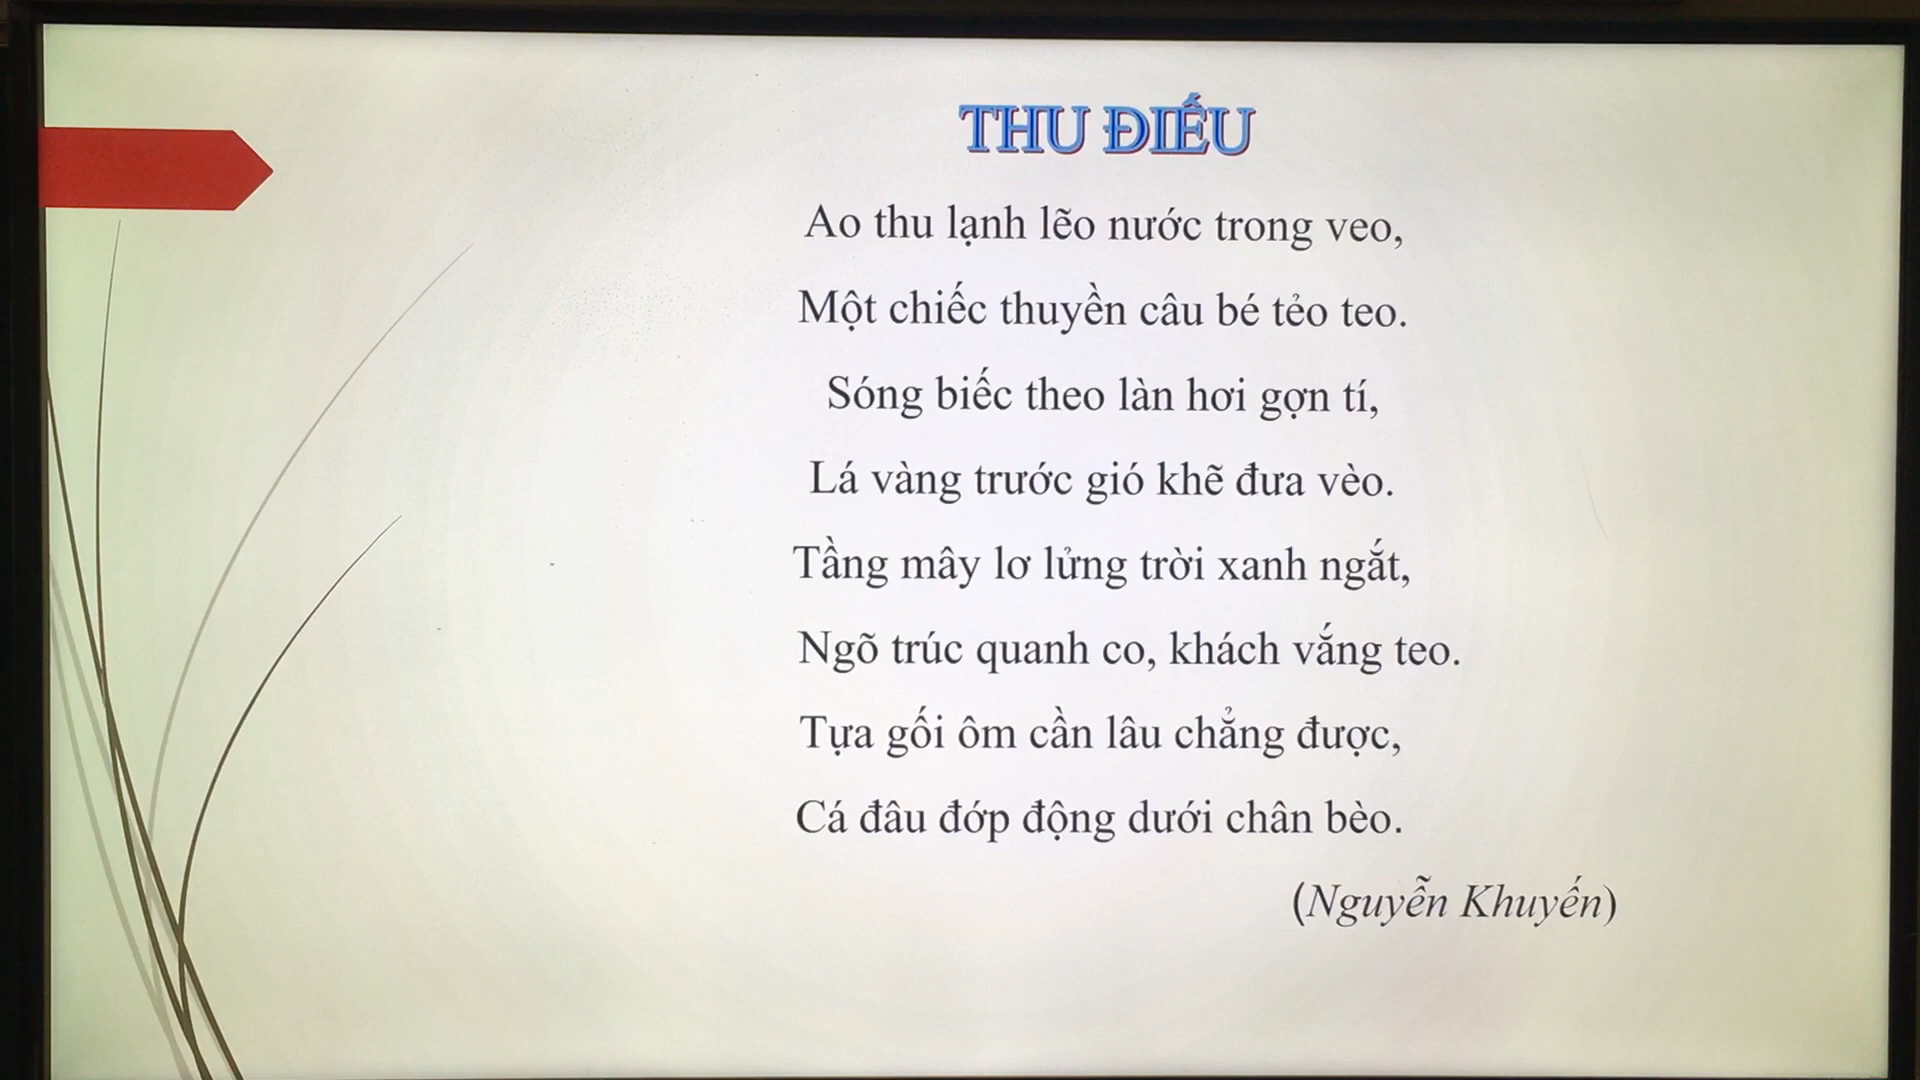 THU ĐIẾU
Ao thu lạnh lẽo nước trong veo,
Một chiếc thuyền câu bé tẻo teo.
Sóng biếc theo làn hơi gợn tí,
Lá vàng trước gió khẽ đưa vèo.
Tầng mây lơ lửng trời xanh ngắt,
Ngõ trúc quanh co, khách vắng teo.
Tựa gối ôm cần lâu chẳng được,
Cá đâu đớp động dưới chân bèo.
(Nguyễn Khuyến)